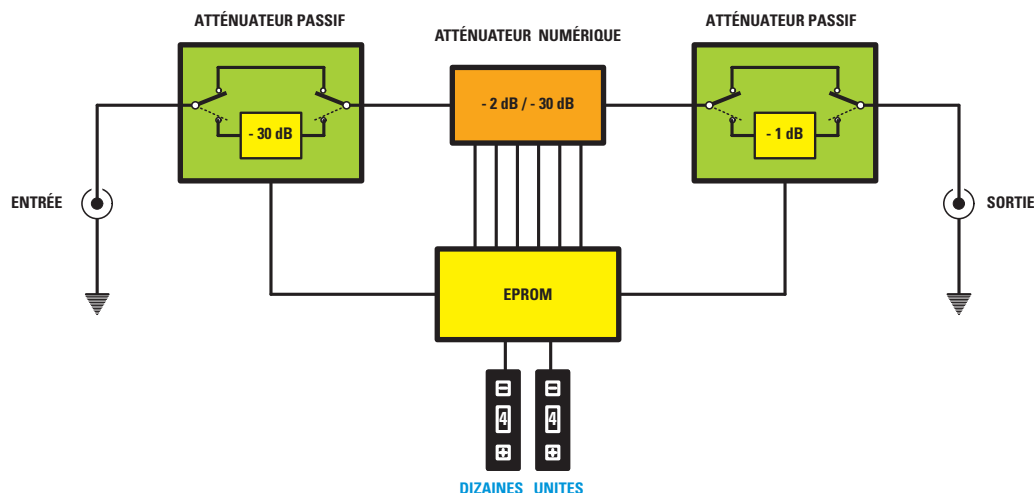 ATTÉNUATEUR PASSIF
ATTÉNUATEUR NUMÉRIQUE
ATTÉNUATEUR PASSIF
- 30 dB
- 2 dB / - 30 dB
- 1 dB
ENTRÉE
SORTIE
EPROM
4
4
DIZAINES UNITES